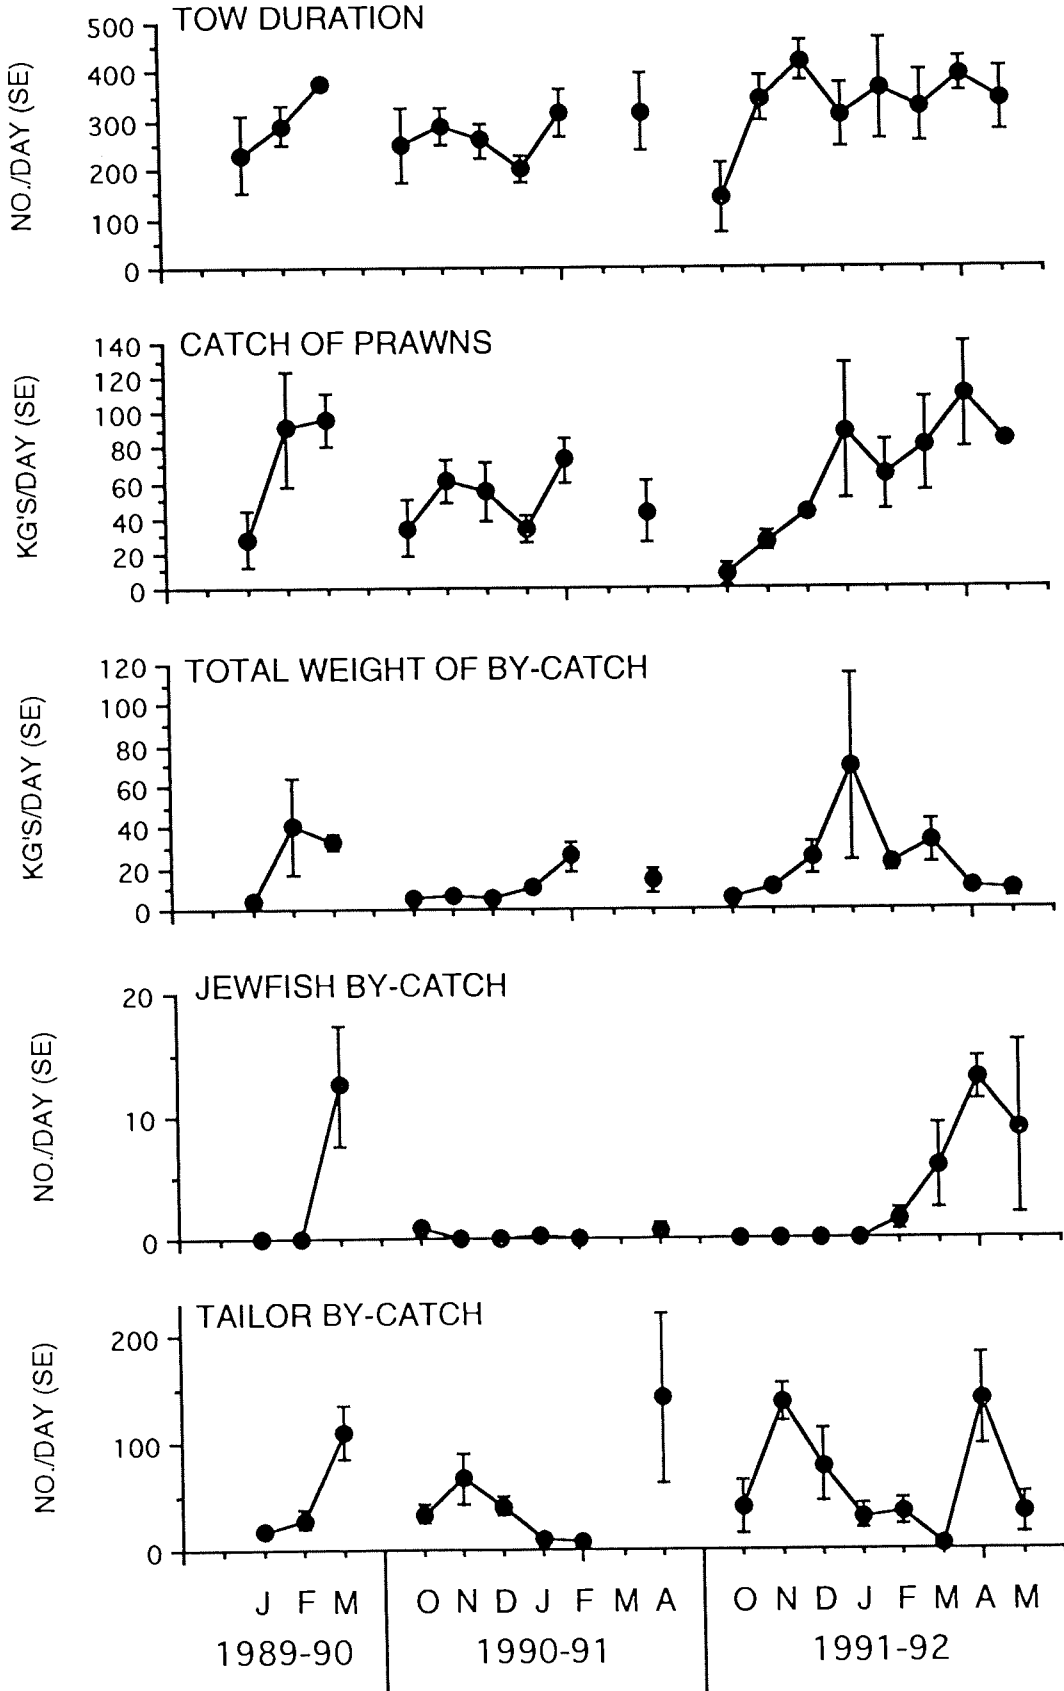 TOW DURATION
NO./DAY (SE)
500
400
300
200
100
0
CATCH OF PRAWNS
KG'S/DAY (SE)
140
120
100
80
60
40
20
0
TOTAL WEIGHT OF BY-CATCH
KG'S/DAY (SE)
120
100
80
60
40
20
0
JEWFISH BY-CATCH
NO./DAY (SE)
20
10
0
TAILOR BY-CATCH
NO./DAY (SE)
200
100
0
J F M O N D J F M A O N D J F M A M
1989-90 1990-91 1991-92